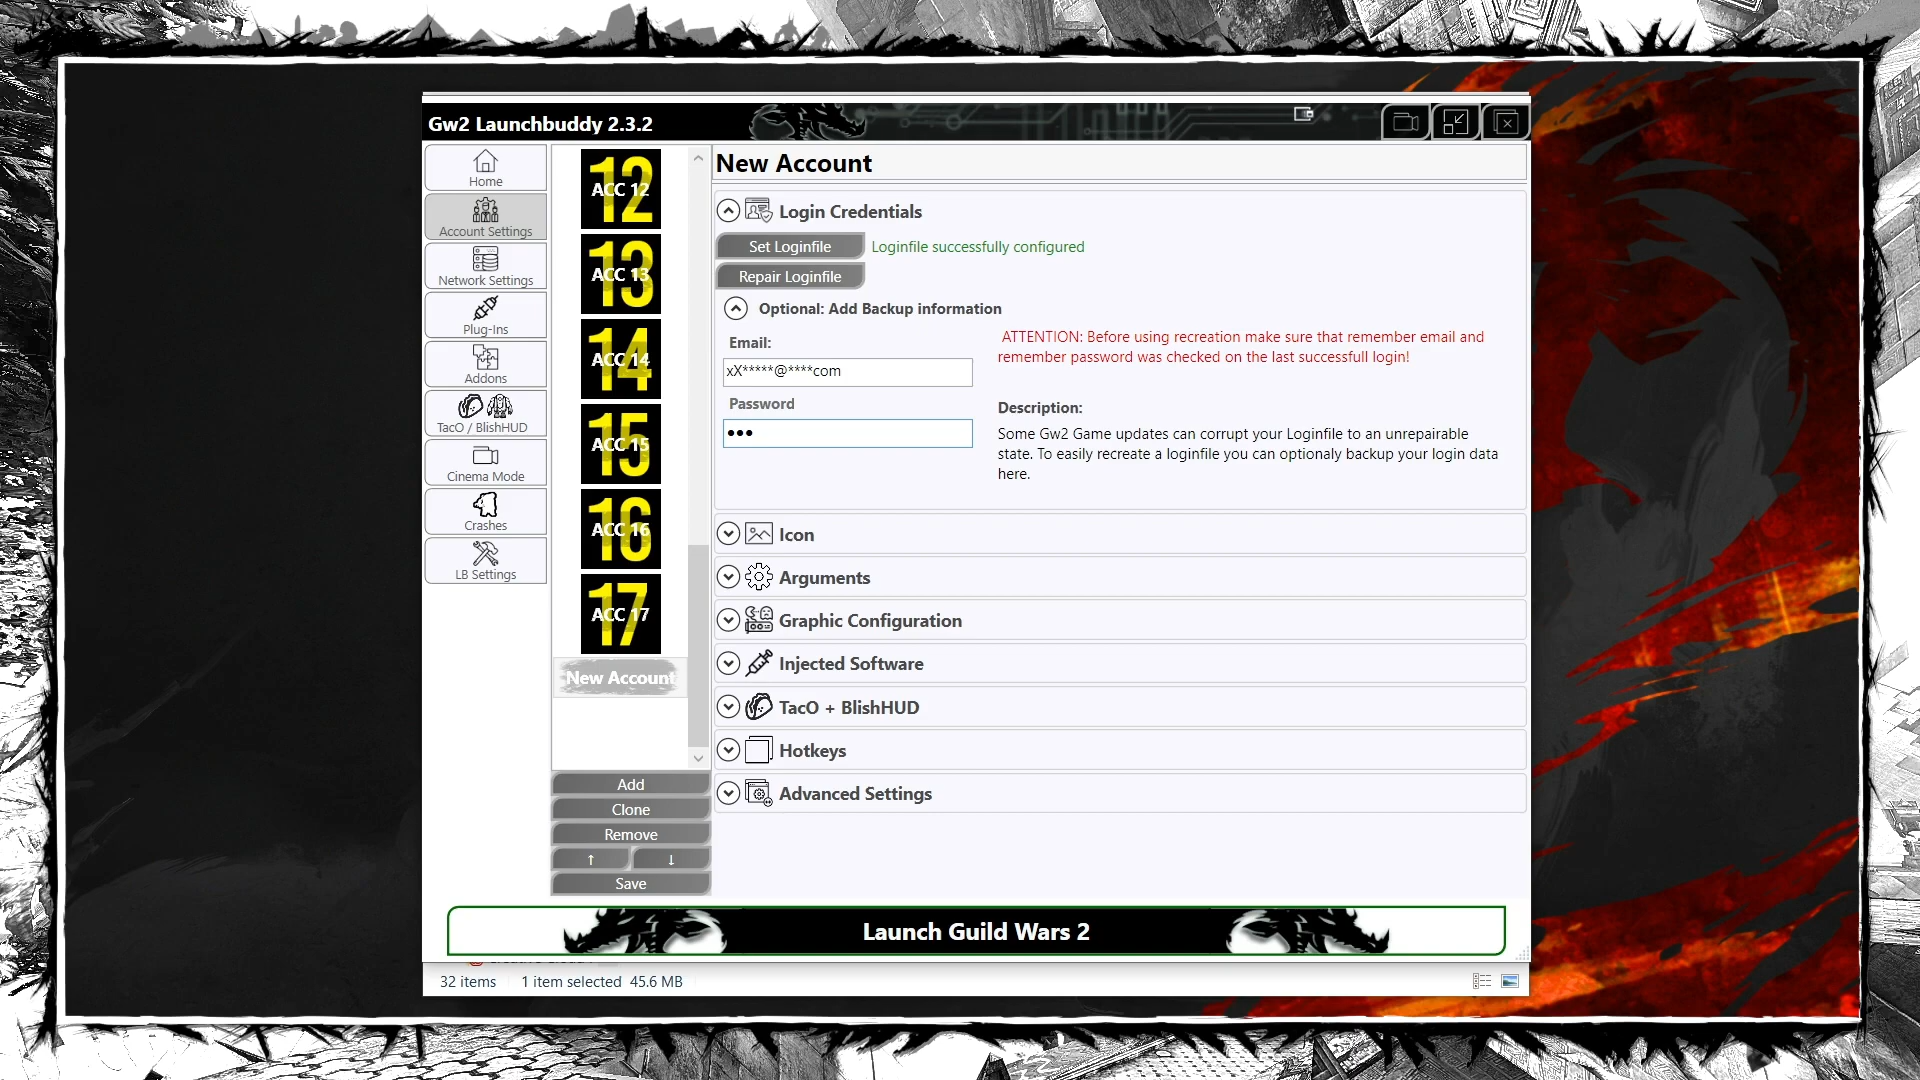 Gw2 Launchbuddy 2.3.2
Home
Account Settings
Network Settings
Plug-Ins
Addons
TacO / BlishHUD
Cinema Mode
Crashes
LB Settings
12
ACC 12
13
ACC 13
14
ACC 14
15
ACC 15
16
ACC 16
17
ACC 17
New Account
Add
Clone
Remove
↑ ↓
Save
New Account
Login Credentials
Set Loginfile Loginfile successfully configured
Repair Loginfile
Optional: Add Backup information
Email:
xX*****@****com
Password
•••
ATTENTION: Before using recreation make sure that remember email and
remember password was checked on the last successfull login!
Description:
Some Gw2 Game updates can corrupt your Loginfile to an unrepairable
state. To easily recreate a loginfile you can optionaly backup your login data
here.
Icon
Arguments
Graphic Configuration
Injected Software
TacO + BlishHUD
Hotkeys
Advanced Settings
Launch Guild Wars 2
32 items 1 item selected 45.6 MB